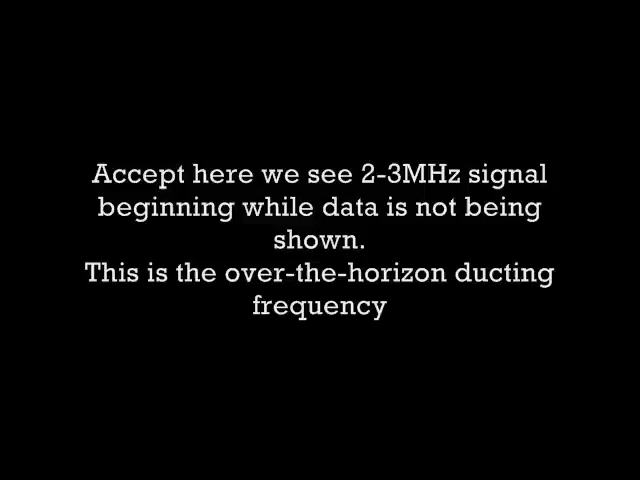 Accept here we see 2-3MHz signal
beginning while data is not being
shown.
This is the over-the-horizon ducting
frequency